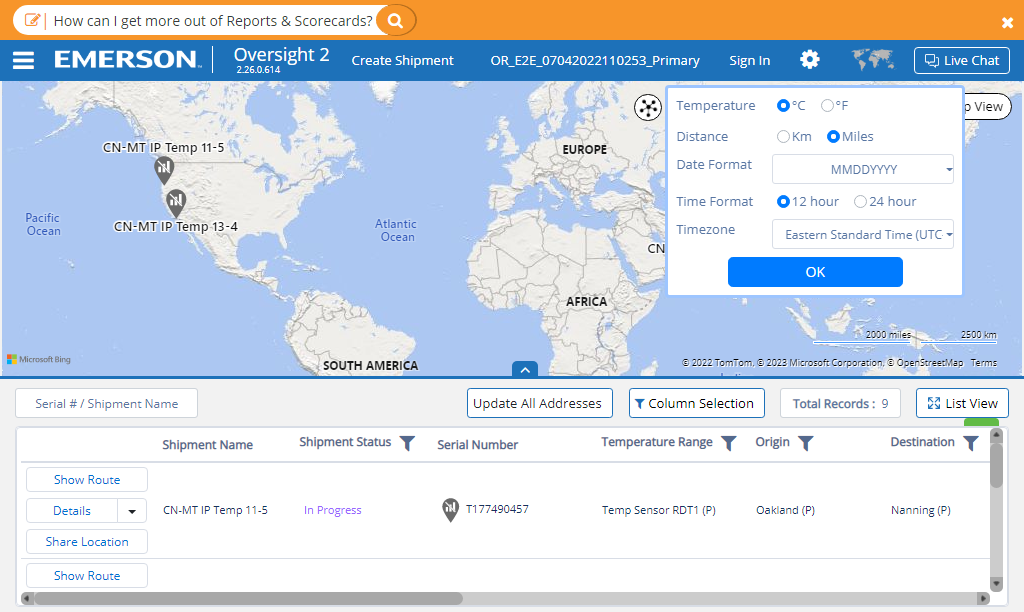 How can I get more out of Reports & Scorecards?
EMERSON
Oversight 2
2.26.0.614
Create Shipment
OR_E2E_07042022110253_Primary
Sign In
Live Chat
p View
Temperature
°C
°F
Distance
Km
Miles
Date Format
MMDDYYYY
Time Format
12 hour
24 hour
Timezone
Eastern Standard Time (UTC
OK
CN-MT IP Temp 11-5
CN-MT IP Temp 13-4
CN
EUROPE
AFRICA
SOUTH AMERICA
Pacific
Ocean
Atlantic
Ocean
2000 miles
2500 km
Microsoft Bing
© 2022 TomTom, © 2023 Microsoft Corporation, © OpenStreetMap Terms
Serial # / Shipment Name
Update All Addresses
Column Selection
Total Records : 9
List View
Shipment Name
Shipment Status
Serial Number
Temperature Range
Origin
Destination
Show Route
Details
Share Location
CN-MT IP Temp 11-5
In Progress
T177490457
Temp Sensor RDT1 (P)
Oakland (P)
Nanning (P)
Show Route